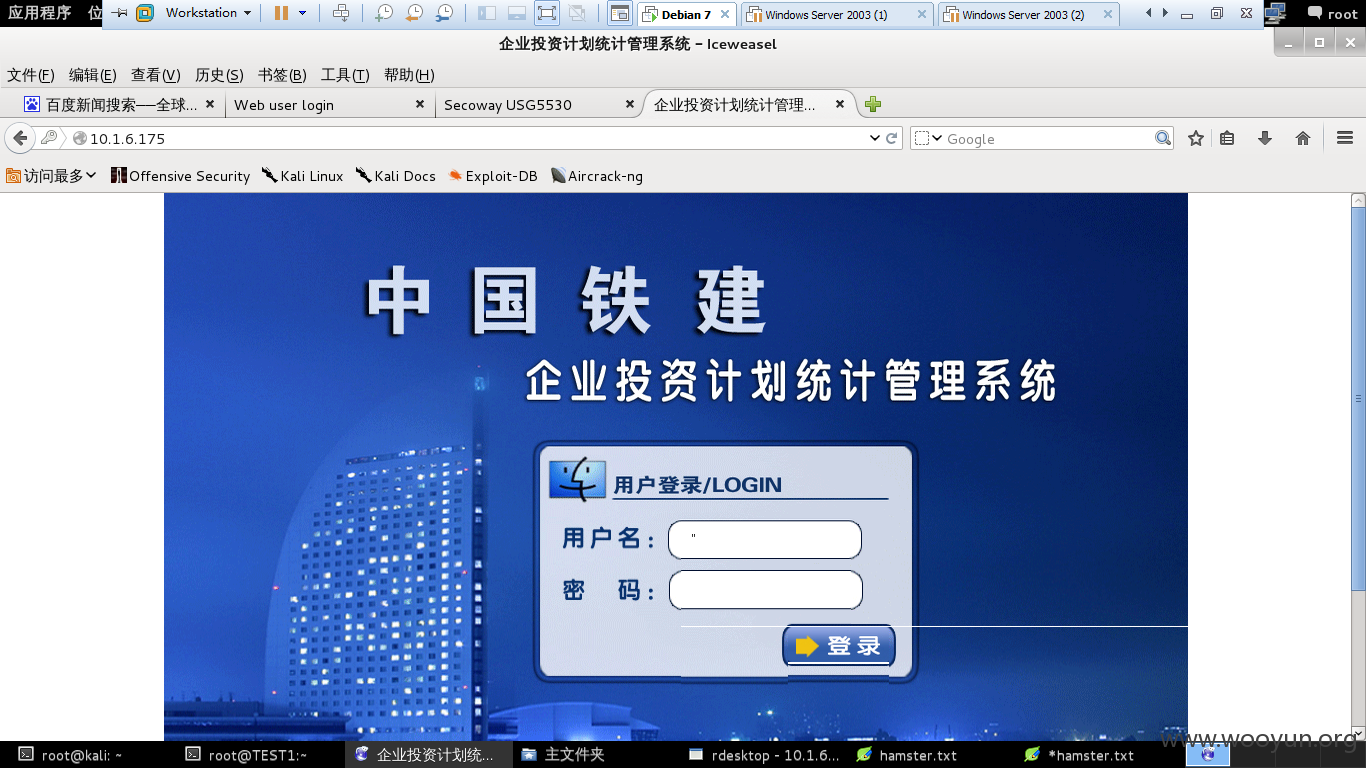 应用程序 位 Workstation Debian 7 Windows Server 2003 (1) Windows Server 2003 (2) root
企业投资计划统计管理系统 - Iceweasel
文件(F) 编辑(E) 查看(V) 历史(S) 书签(B) 工具(T) 帮助(H)
百度新闻搜索——全球... Web user login Secoway USG5530 企业投资计划统计管理...
10.1.6.175 Google
访问最多 Offensive Security Kali Linux Kali Docs Exploit-DB Aircrack-ng
中国铁建
企业投资计划统计管理系统
用户登录/LOGIN
用户名: "
密 码:
登录
www.wooyun.org
root@kali: ~ root@TEST1:~ 企业投资计划统... 主文件夹 rdesktop - 10.1.6... hamster.txt *hamster.txt